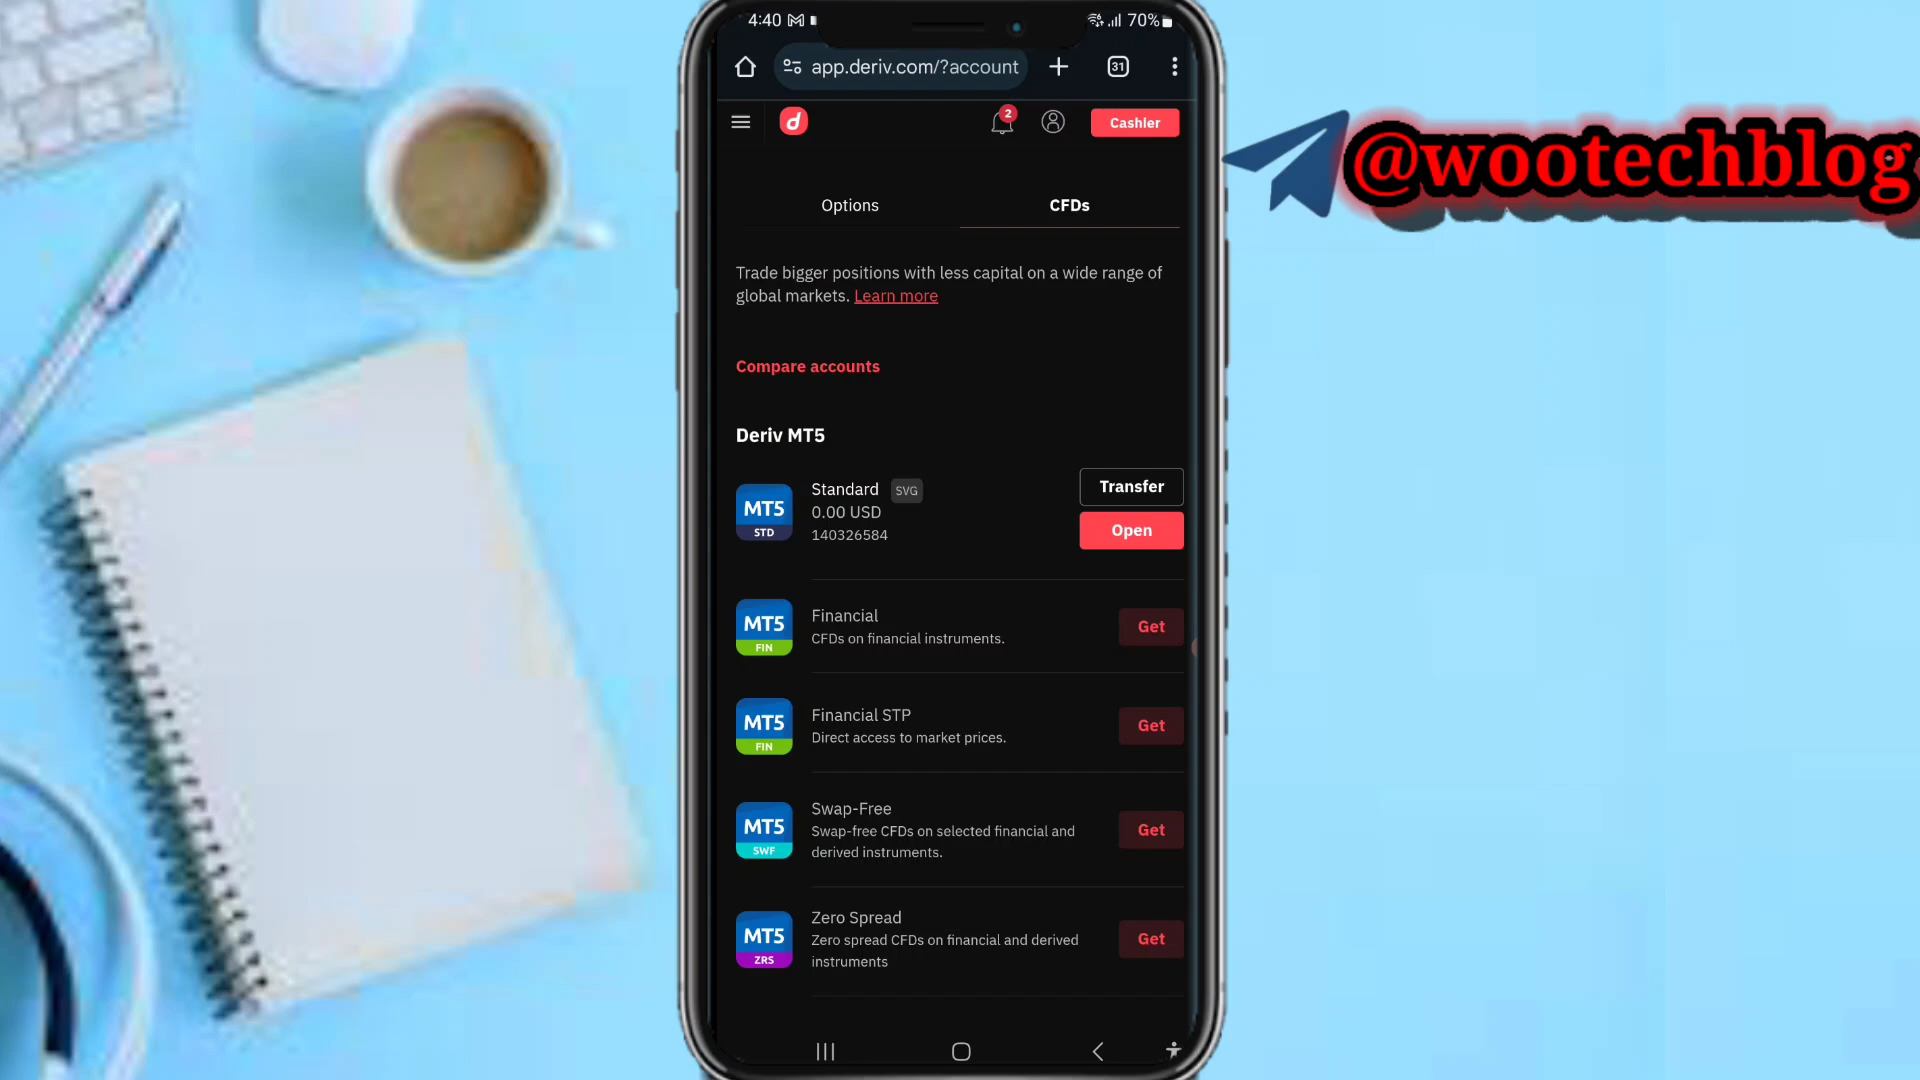 4:40
70%
app.deriv.com/?account
31
2
Cashier
@wootechblog
Options
CFDs
Trade bigger positions with less capital on a wide range of
global markets. Learn more
Compare accounts
Deriv MT5
MT5
STD
Standard SVG
0.00 USD
140326584
Transfer
Open
MT5
FIN
Financial
CFDs on financial instruments.
Get
MT5
FIN
Financial STP
Direct access to market prices.
Get
MT5
SWF
Swap-Free
Swap-free CFDs on selected financial and
derived instruments.
Get
MT5
ZRS
Zero Spread
Zero spread CFDs on financial and derived
instruments
Get